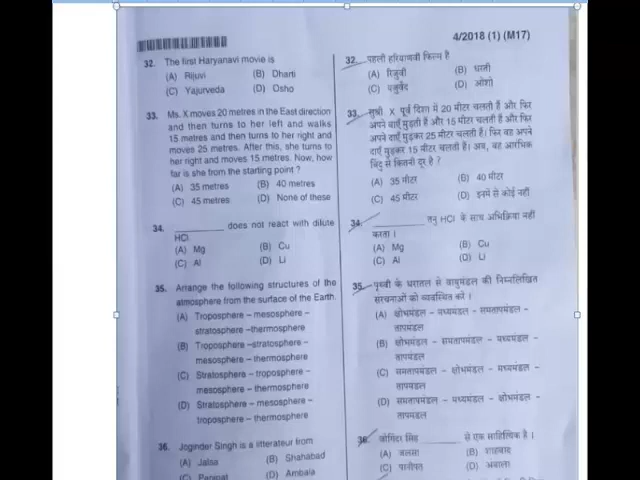 4/2018 (1) (M17)
32. The first Haryanavi movie is
(A) Rijuvi (B) Dharti
(C) Yajurveda (D) Osho
33. Ms. X moves 20 metres in the East direction
and then turns to her left and walks
15 metres and then turns to her right and
moves 25 metres. After this, she turns to
her right and moves 15 metres. Now, how
far is she from the starting point ?
(A) 35 metres (B) 40 metres
(C) 45 metres (D) None of these
34. ________ does not react with dilute
HCl
(A) Mg (B) Cu
(C) Al (D) Li
35. Arrange the following structures of the
atmosphere from the surface of the Earth.
(A) Troposphere – mesosphere –
stratosphere –thermosphere
(B) Troposphere –stratosphere –
mesosphere – thermosphere
(C) Stratosphere – troposphere –
mesosphere – thermosphere
(D) Stratosphere – mesosphere –
troposphere – thermosphere
36. Joginder Singh is a litterateur from
(A) Jalsa (B) Shahabad
(C) Panipat (D) Ambala
32. पहली हरियाणवी फिल्म है
(A) रिजुवी (B) धरती
(C) यजुर्वेद (D) ओशो
33. सुश्री X पूर्व दिशा में 20 मीटर चलती हैं और फिर
अपने बाएँ मुड़ती हैं और 15 मीटर चलती हैं और फिर
अपने दाएँ मुड़कर 25 मीटर चलती हैं। फिर वह अपने
दाएँ मुड़कर 15 मीटर चलती हैं। अब, वह आरंभिक
बिंदु से कितनी दूर है ?
(A) 35 मीटर (B) 40 मीटर
(C) 45 मीटर (D) इनमें से कोई नहीं
34. ________ तनु HCl के साथ अभिक्रिया नहीं
करता ।
(A) Mg (B) Cu
(C) Al (D) Li
35. पृथ्वी के धरातल से वायुमंडल की निम्नलिखित
संरचनाओं को व्यवस्थित करें ।
(A) क्षोभमंडल – मध्यमंडल – समतापमंडल –
तापमंडल
(B) क्षोभमंडल – समतापमंडल – मध्यमंडल –
तापमंडल
(C) समतापमंडल – क्षोभमंडल – मध्यमंडल –
तापमंडल
(D) समतापमंडल – मध्यमंडल – क्षोभमंडल –
तापमंडल
36. जोगिंदर सिंह ________ से एक साहित्यिक है ।
(A) जलसा (B) शाहबाद
(C) पानीपत (D) अंबाला